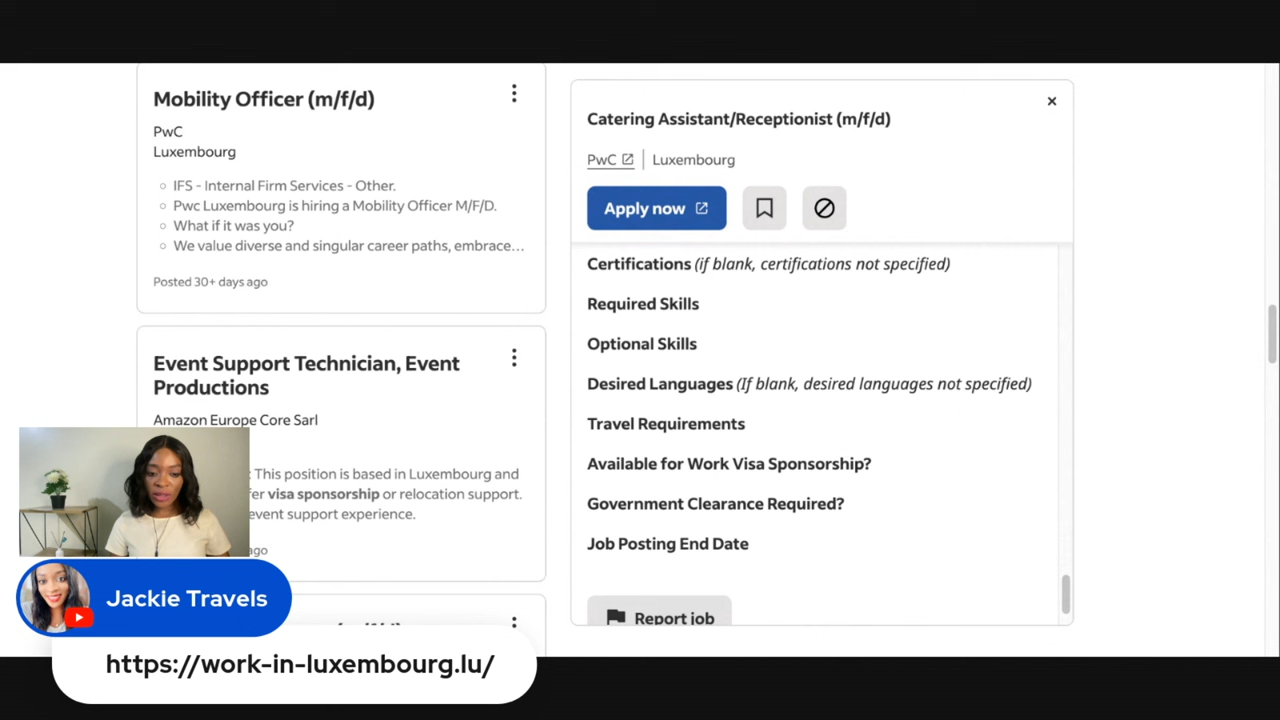 Mobility Officer (m/f/d)
PwC
Luxembourg
IFS - Internal Firm Services - Other.
Pwc Luxembourg is hiring a Mobility Officer M/F/D.
What if it was you?
We value diverse and singular career paths, embrace…
Posted 30+ days ago
Event Support Technician, Event
Productions
Amazon Europe Core Sarl
: This position is based in Luxembourg and
visa sponsorship or relocation support.
event support experience.
ago
Catering Assistant/Receptionist (m/f/d)
×
PwC | Luxembourg
Apply now
Certifications (if blank, certifications not specified)
Required Skills
Optional Skills
Desired Languages (If blank, desired languages not specified)
Travel Requirements
Available for Work Visa Sponsorship?
Government Clearance Required?
Job Posting End Date
Report job
Jackie Travels
https://work-in-luxembourg.lu/